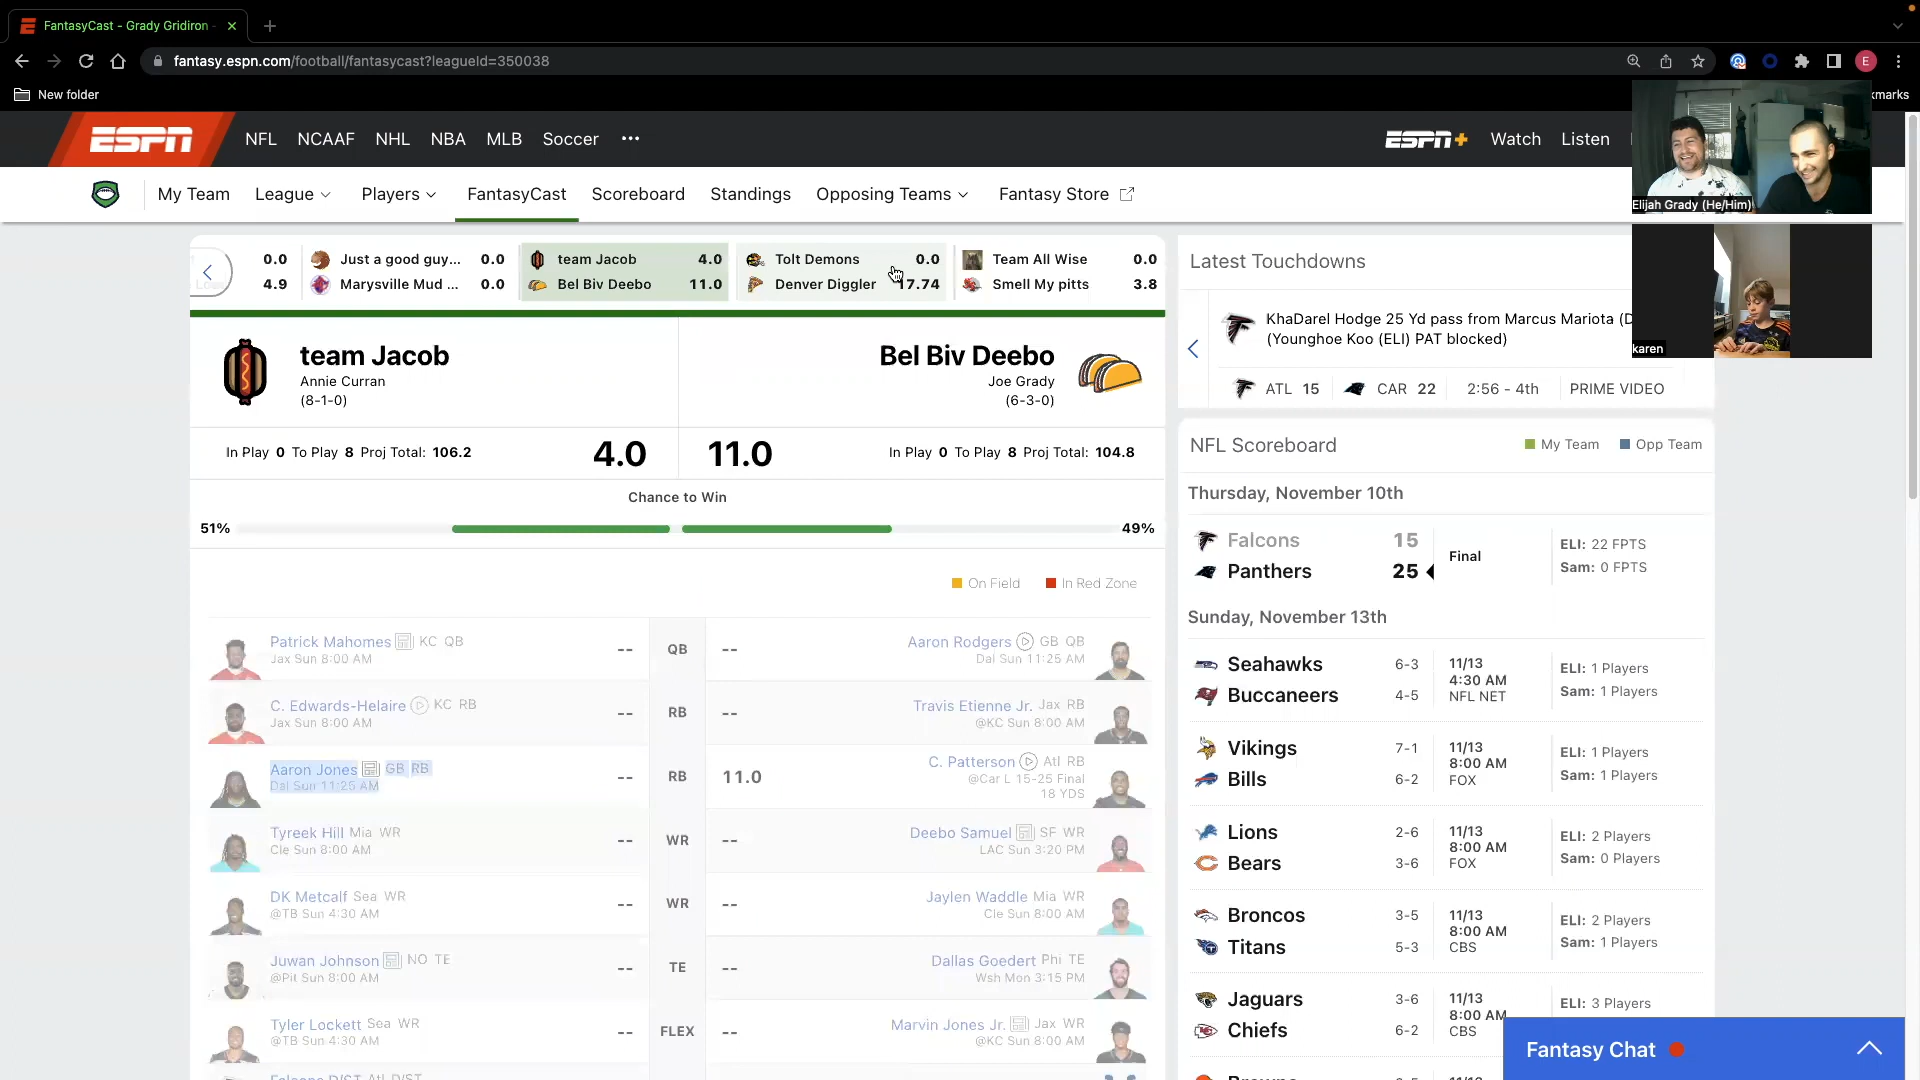 FantasyCast - Grady Gridiron -
fantasy.espn.com/football/fantasycast?leagueId=350038
E
New folder
kmarks
ESPN NFL NCAAF NHL NBA MLB Soccer ••• ESPN+ Watch Listen
My Team League Players FantasyCast Scoreboard Standings Opposing Teams Fantasy Store
Elijah Grady (He/Him)
karen
0.0
4.9
Just a good guy... 0.0
Marysville Mud ... 0.0
team Jacob 4.0
Bel Biv Deebo 11.0
Tolt Demons 0.0
Denver Diggler 17.74
Team All Wise 0.0
Smell My pitts 3.8
team Jacob
Annie Curran
(8-1-0)
Bel Biv Deebo
Joe Grady
(6-3-0)
In Play 0 To Play 8 Proj Total: 106.2 4.0
11.0 In Play 0 To Play 8 Proj Total: 104.8
Chance to Win
51% 49%
On Field In Red Zone
Patrick Mahomes KC QB
Jax Sun 8:00 AM
-- QB --
Aaron Rodgers GB QB
Dal Sun 11:25 AM
C. Edwards-Helaire KC RB
Jax Sun 8:00 AM
-- RB --
Travis Etienne Jr. Jax RB
@KC Sun 8:00 AM
Aaron Jones GB RB
Dal Sun 11:25 AM
-- RB 11.0
C. Patterson Atl RB
@Car L 15-25 Final
18 YDS
Tyreek Hill Mia WR
Cle Sun 8:00 AM
-- WR --
Deebo Samuel SF WR
LAC Sun 3:20 PM
DK Metcalf Sea WR
@TB Sun 4:30 AM
-- WR --
Jaylen Waddle Mia WR
Cle Sun 8:00 AM
Juwan Johnson NO TE
@Pit Sun 8:00 AM
-- TE --
Dallas Goedert Phi TE
Wsh Mon 3:15 PM
Tyler Lockett Sea WR
@TB Sun 4:30 AM
-- FLEX --
Marvin Jones Jr. Jax WR
@KC Sun 8:00 AM
Falcons D/ST Atl D/ST
Latest Touchdowns
KhaDarel Hodge 25 Yd pass from Marcus Mariota (D
(Younghoe Koo (ELI) PAT blocked)
ATL 15 CAR 22 2:56 - 4th PRIME VIDEO
NFL Scoreboard My Team Opp Team
Thursday, November 10th
Falcons 15
Panthers 25
Final
ELI: 22 FPTS
Sam: 0 FPTS
Sunday, November 13th
Seahawks 6-3
Buccaneers 4-5
11/13
4:30 AM
NFL NET
ELI: 1 Players
Sam: 1 Players
Vikings 7-1
Bills 6-2
11/13
8:00 AM
FOX
ELI: 1 Players
Sam: 1 Players
Lions 2-6
Bears 3-6
11/13
8:00 AM
FOX
ELI: 2 Players
Sam: 0 Players
Broncos 3-5
Titans 5-3
11/13
8:00 AM
CBS
ELI: 2 Players
Sam: 1 Players
Jaguars 3-6
Chiefs 6-2
11/13
8:00 AM
CBS
ELI: 3 Players
Fantasy Chat